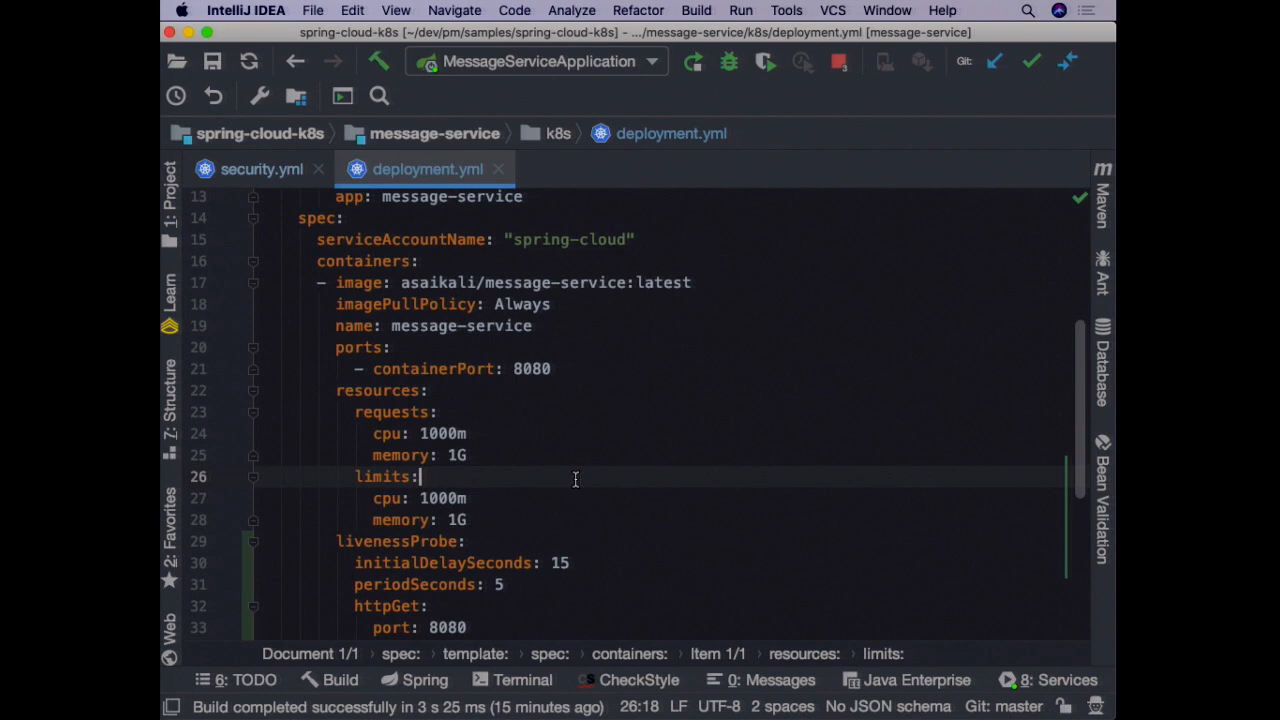 IntelliJ IDEA File Edit View Navigate Code Analyze Refactor Build Run Tools VCS Window Help
spring-cloud-k8s [~/dev/pm/samples/spring-cloud-k8s] - .../message-service/k8s/deployment.yml [message-service]
MessageServiceApplication Git:
spring-cloud-k8s message-service k8s deployment.yml
security.yml deployment.yml
1: Project
Learn
7: Structure
2: Favorites
Web
13 app: message-service
14 spec:
15 serviceAccountName: "spring-cloud"
16 containers:
17 - image: asaikali/message-service:latest
18 imagePullPolicy: Always
19 name: message-service
20 ports:
21 - containerPort: 8080
22 resources:
23 requests:
24 cpu: 1000m
25 memory: 1G
26 limits:
27 cpu: 1000m
28 memory: 1G
29 livenessProbe:
30 initialDelaySeconds: 15
31 periodSeconds: 5
32 httpGet:
33 port: 8080
m
Maven
Ant
Database
Bean Validation
Document 1/1 spec: template: spec: containers: Item 1/1 resources: limits:
6: TODO Build Spring Terminal CS CheckStyle 0: Messages Java Enterprise 8: Services
Build completed successfully in 3 s 25 ms (15 minutes ago) 26:18 LF UTF-8 2 spaces No JSON schema Git: master